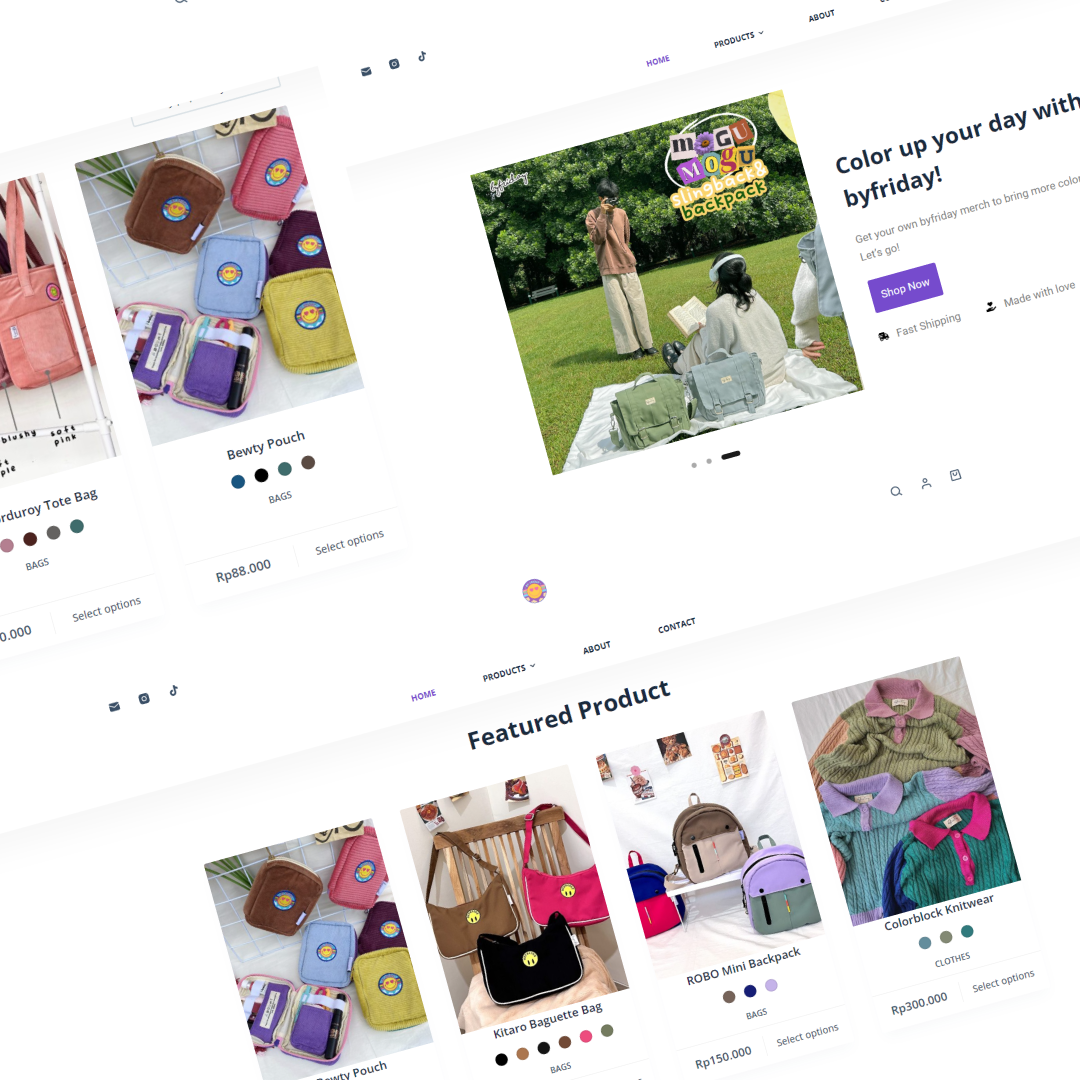 blushy
soft
pink
Corduroy Tote Bag
BAGS
Select options
Bewty Pouch
BAGS
Rp88.000
Select options
HOME
PRODUCTS
ABOUT
byfriday
MOGU
MOGU
slingback&
backpack
Color up your day with
byfriday!
Get your own byfriday merch to bring more color
Let's go!
Shop Now
Fast Shipping
Made with love
HOME
PRODUCTS
ABOUT
CONTACT
Featured Product
Bewty Pouch
Kitaro Baguette Bag
BAGS
ROBO Mini Backpack
BAGS
Rp150.000
Select options
Colorblock Knitwear
CLOTHES
Rp300.000
Select options